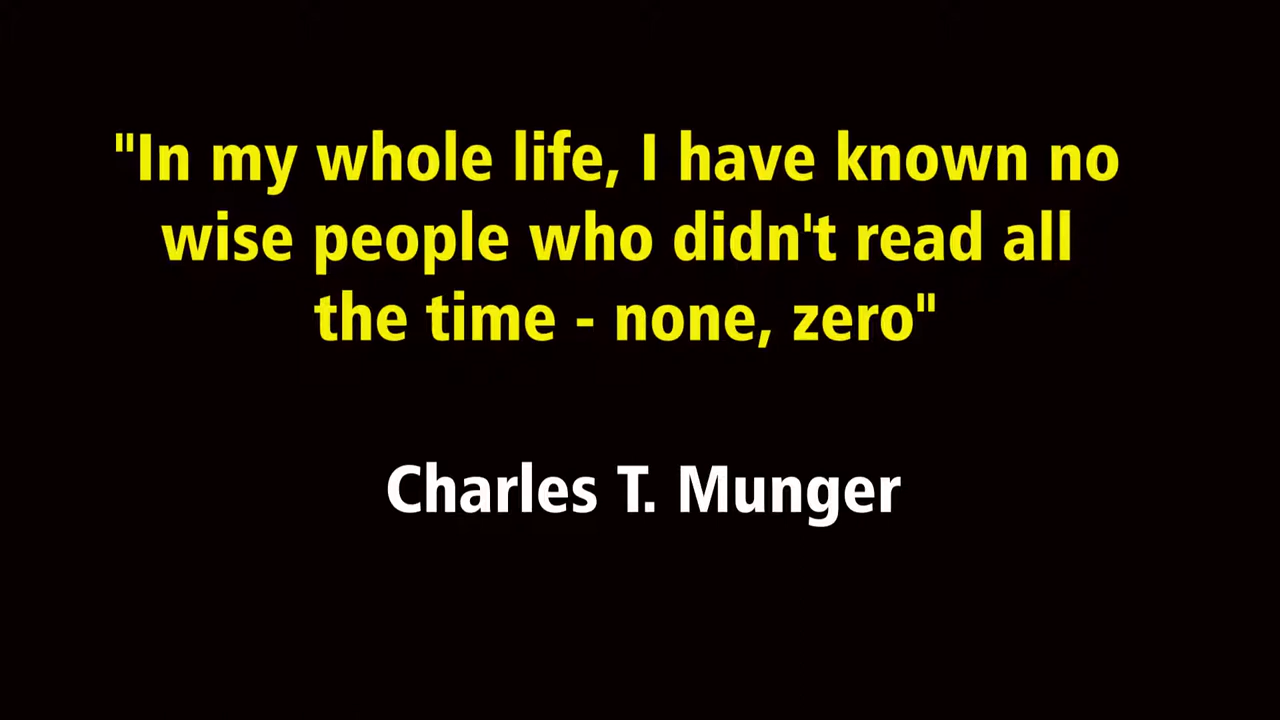 "In my whole life, I have known no
wise people who didn't read all
the time - none, zero"
Charles T. Munger